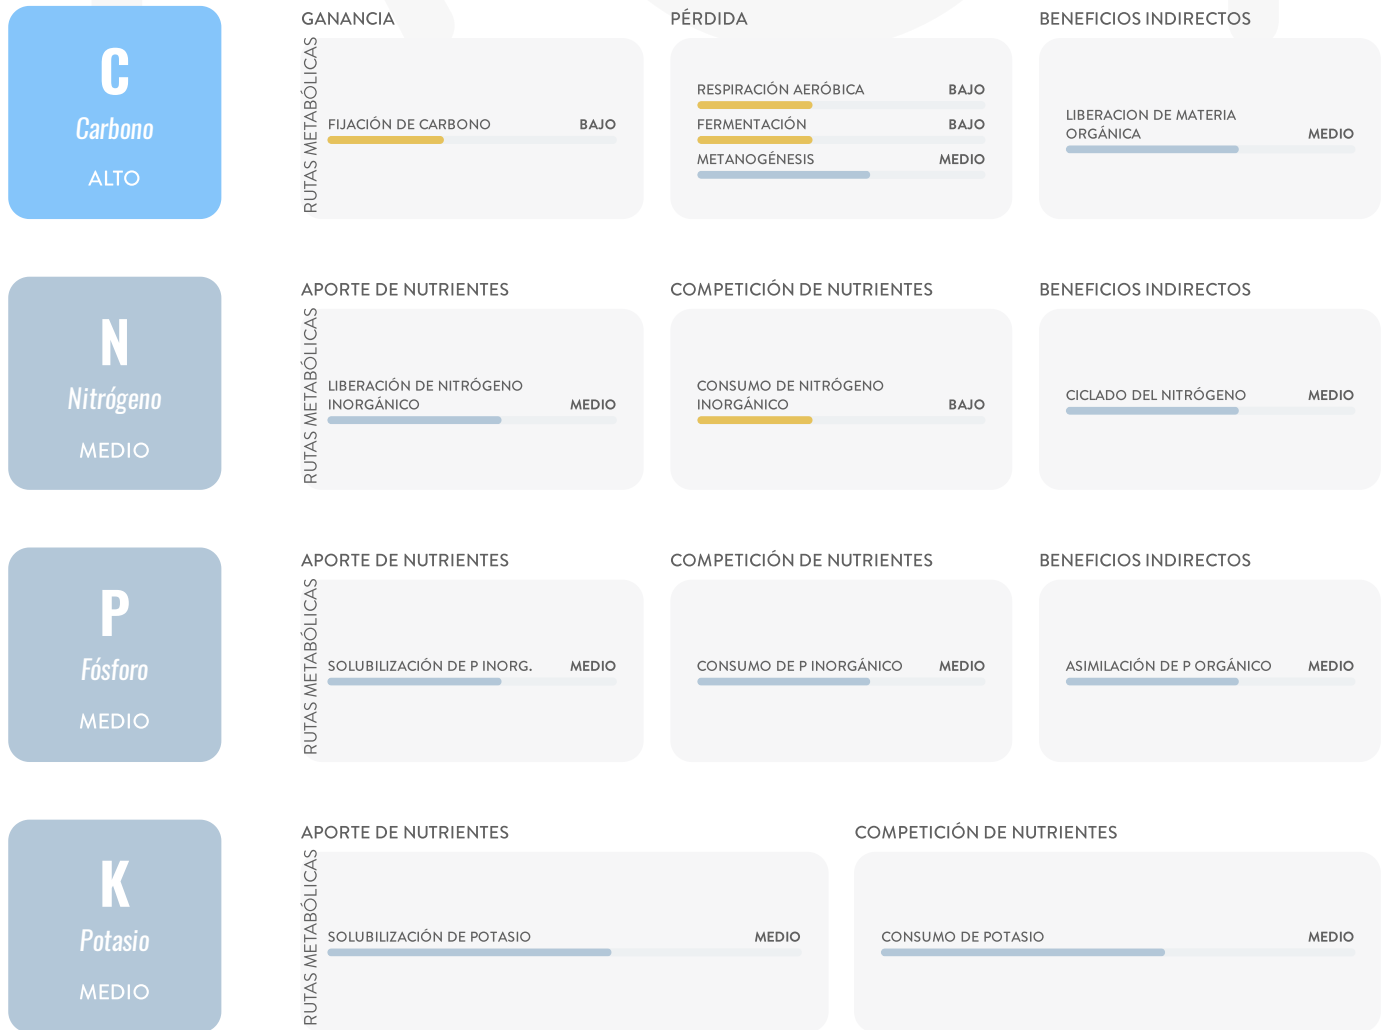 C
Carbono
ALTO
GANANCIA
RUTAS METABÓLICAS
FIJACIÓN DE CARBONO BAJO
PÉRDIDA
RESPIRACIÓN AERÓBICA BAJO
FERMENTACIÓN BAJO
METANOGÉNESIS MEDIO
BENEFICIOS INDIRECTOS
LIBERACION DE MATERIA
ORGÁNICA MEDIO
N
Nitrógeno
MEDIO
APORTE DE NUTRIENTES
RUTAS METABÓLICAS
LIBERACIÓN DE NITRÓGENO
INORGÁNICO MEDIO
COMPETICIÓN DE NUTRIENTES
CONSUMO DE NITRÓGENO
INORGÁNICO BAJO
BENEFICIOS INDIRECTOS
CICLADO DEL NITRÓGENO MEDIO
P
Fósforo
MEDIO
APORTE DE NUTRIENTES
RUTAS METABÓLICAS
SOLUBILIZACIÓN DE P INORG. MEDIO
COMPETICIÓN DE NUTRIENTES
CONSUMO DE P INORGÁNICO MEDIO
BENEFICIOS INDIRECTOS
ASIMILACIÓN DE P ORGÁNICO MEDIO
K
Potasio
MEDIO
APORTE DE NUTRIENTES
RUTAS METABÓLICAS
SOLUBILIZACIÓN DE POTASIO MEDIO
COMPETICIÓN DE NUTRIENTES
CONSUMO DE POTASIO MEDIO